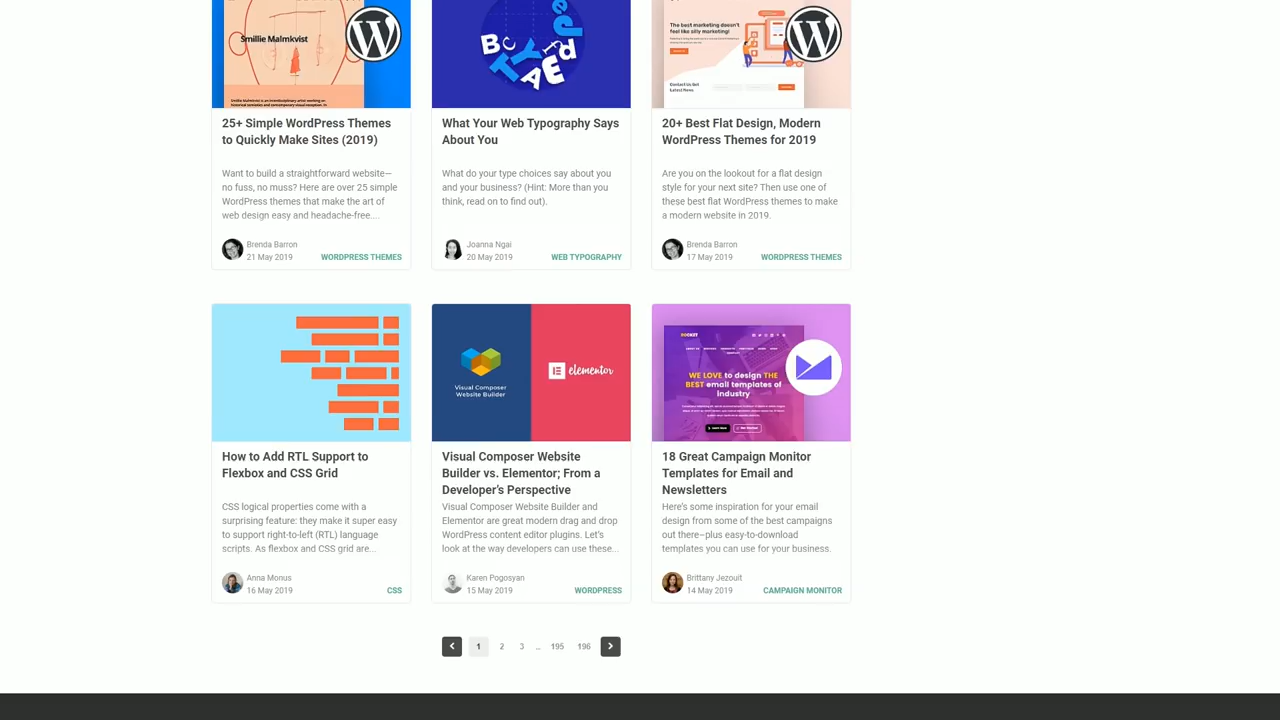 Smillie Malmkvist
Smillie Malmkvist is an interdisciplinary artist working on
25+ Simple WordPress Themes
to Quickly Make Sites (2019)
Want to build a straightforward website—
no fuss, no muss? Here are over 25 simple
WordPress themes that make the art of
web design easy and headache-free....
Brenda Barron
21 May 2019
WORDPRESS THEMES
What Your Web Typography Says
About You
What do your type choices say about you
and your business? (Hint: More than you
think, read on to find out).
Joanna Ngai
20 May 2019
WEB TYPOGRAPHY
The best marketing doesn't
feel like silly marketing!
20+ Best Flat Design, Modern
WordPress Themes for 2019
Are you on the lookout for a flat design
style for your next site? Then use one of
these best flat WordPress themes to make
a modern website in 2019.
Brenda Barron
17 May 2019
WORDPRESS THEMES
How to Add RTL Support to
Flexbox and CSS Grid
CSS logical properties come with a
surprising feature: they make it super easy
to support right-to-left (RTL) language
scripts. As flexbox and CSS grid are...
Anna Monus
16 May 2019
CSS
Visual Composer
Website Builder
elementor
Visual Composer Website
Builder vs. Elementor; From a
Developer's Perspective
Visual Composer Website Builder and
Elementor are great modern drag and drop
WordPress content editor plugins. Let's
look at the way developers can use these...
Karen Pogosyan
15 May 2019
WORDPRESS
ROCKET
WE LOVE to design THE
BEST email templates of
industry
18 Great Campaign Monitor
Templates for Email and
Newsletters
Here's some inspiration for your email
design from some of the best campaigns
out there–plus easy-to-download
templates you can use for your business.
Brittany Jezouit
14 May 2019
CAMPAIGN MONITOR
1 2 3 ... 195 196